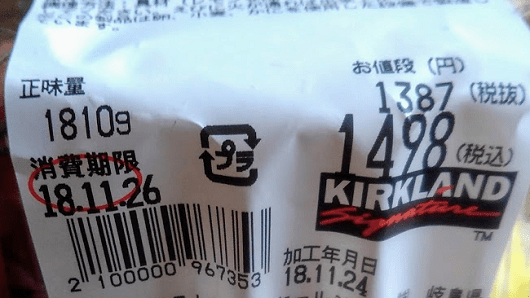 正味量
1810g
消費期限
18.11.26
2 100000 967353
プラ
お値段 (円)
1387 (税抜)
1498 (税込)
KIRKLAND
Signature
TM
加工年月日
18.11.24
岐阜県